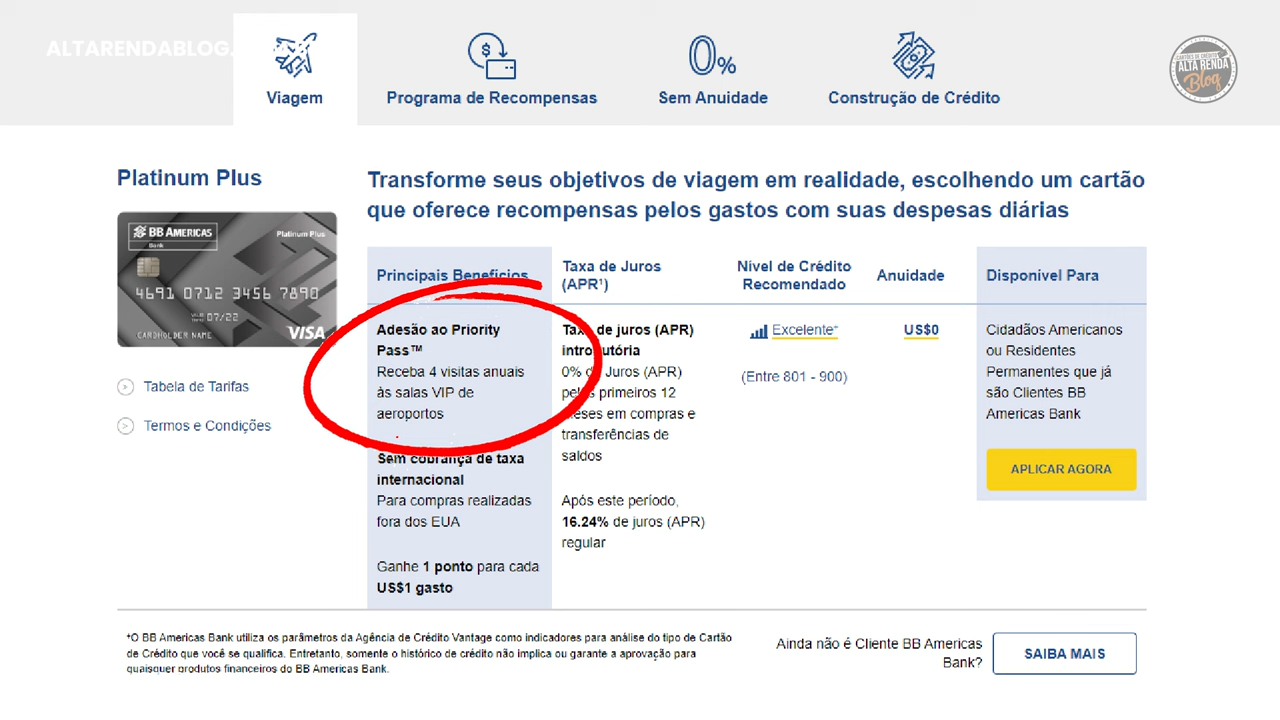 ALTARENDABLOG.
Viagem
Programa de Recompensas
0%
Sem Anuidade
Construção de Crédito
CARTÕES DE CRÉDITO
ALTA RENDA
Blog
Platinum Plus
BB AMERICAS
Bank
Platinum Plus
4691 0712 3456 7890
07/22
CARDHOLDER NAME
VISA
Tabela de Tarifas
Termos e Condições
Transforme seus objetivos de viagem em realidade, escolhendo um cartão
que oferece recompensas pelos gastos com suas despesas diárias
Principais Benefícios
Adesão ao Priority
Pass™
Receba 4 visitas anuais
às salas VIP de
aeroportos
Sem cobrança de taxa
internacional
Para compras realizadas
fora dos EUA
Ganhe 1 ponto para cada
US$1 gasto
Taxa de Juros
(APR¹)
Taxa de juros (APR)
introdutória
0% de Juros (APR)
pelos primeiros 12
meses em compras e
transferências de
saldos
Após este período,
16.24% de juros (APR)
regular
Nível de Crédito
Recomendado
Excelente⁺
(Entre 801 - 900)
Anuidade
US$0
Disponível Para
Cidadãos Americanos
ou Residentes
Permanentes que já
são Clientes BB
Americas Bank
APLICAR AGORA
⁺O BB Americas Bank utiliza os parâmetros da Agência de Crédito Vantage como indicadores para análise do tipo de Cartão
de Crédito que você se qualifica. Entretanto, somente o histórico de crédito não implica ou garante a aprovação para
quaisquer produtos financeiros do BB Americas Bank.
Ainda não é Cliente BB Americas
Bank?
SAIBA MAIS